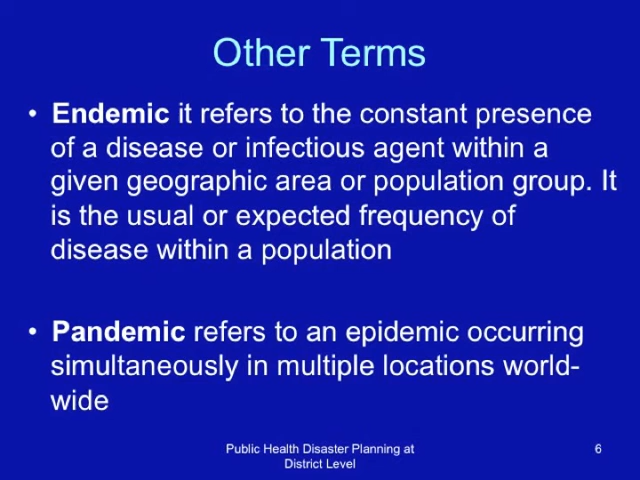 Other Terms
• Endemic it refers to the constant presence
of a disease or infectious agent within a
given geographic area or population group. It
is the usual or expected frequency of
disease within a population
• Pandemic refers to an epidemic occurring
simultaneously in multiple locations world-
wide
Public Health Disaster Planning at
District Level
6